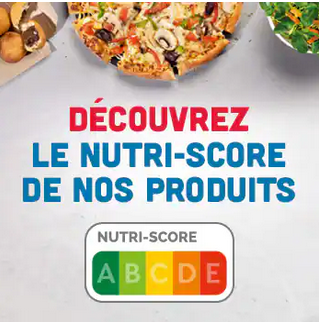 DÉCOUVREZ
LE NUTRI-SCORE
DE NOS PRODUITS
NUTRI-SCORE
A B C D E